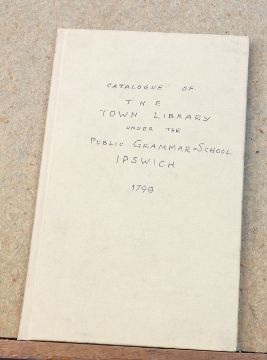 CATALOGUE OF
THE
TOWN LIBRARY
UNDER THE
PUBLIC GRAMMAR-SCHOOL
IPSWICH
1799